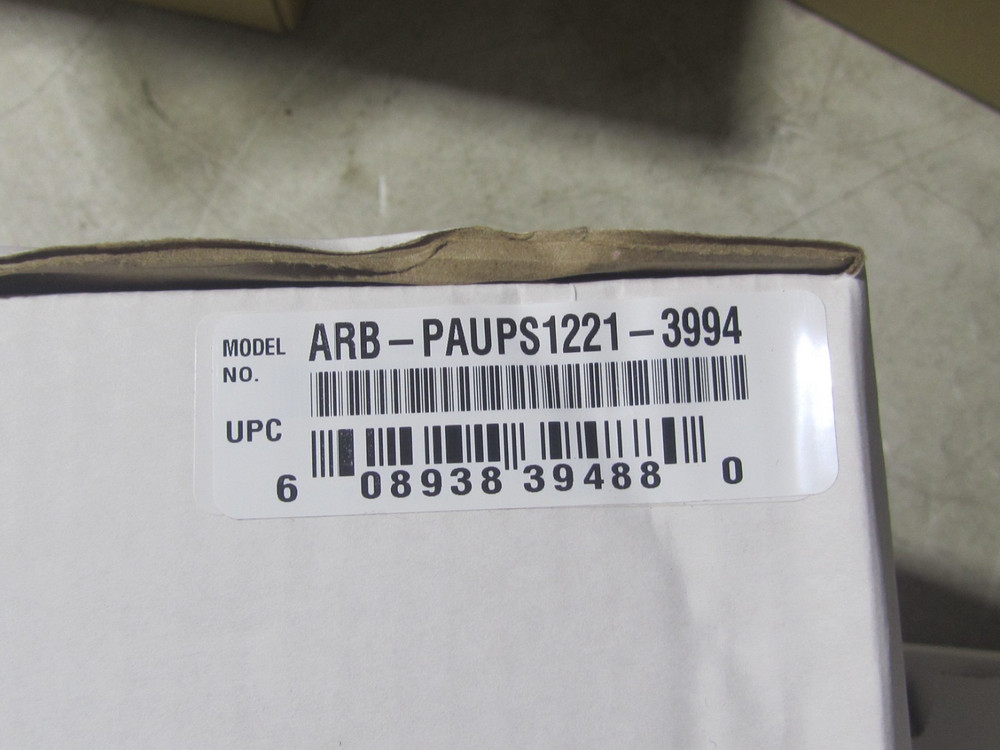 MODEL NO. ARB-PAUPS1221-3994
UPC
6 08938 39488 0